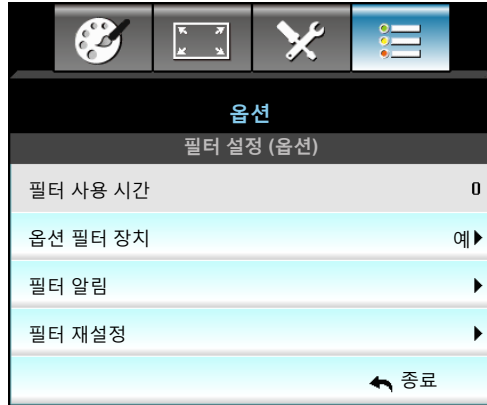 옵션
필터 설정 (옵션)
필터 사용 시간 0
옵션 필터 장치 예
필터 알림
필터 재설정
종료